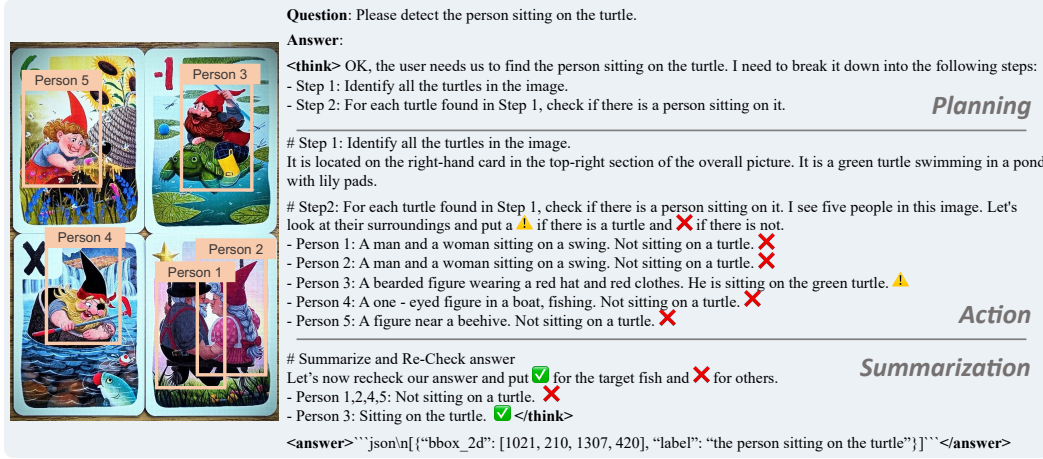 Question: Please detect the person sitting on the turtle.
Answer:
<think> OK, the user needs us to find the person sitting on the turtle. I need to break it down into the following steps:
- Step 1: Identify all the turtles in the image.
- Step 2: For each turtle found in Step 1, check if there is a person sitting on it.
Planning
# Step 1: Identify all the turtles in the image.
It is located on the right-hand card in the top-right section of the overall picture. It is a green turtle swimming in a pond
with lily pads.
# Step2: For each turtle found in Step 1, check if there is a person sitting on it. I see five people in this image. Let's
look at their surroundings and put a ⚠️ if there is a turtle and ❌ if there is not.
- Person 1: A man and a woman sitting on a swing. Not sitting on a turtle. ❌
- Person 2: A man and a woman sitting on a swing. Not sitting on a turtle. ❌
- Person 3: A bearded figure wearing a red hat and red clothes. He is sitting on the green turtle. ⚠️
- Person 4: A one - eyed figure in a boat, fishing. Not sitting on a turtle. ❌
- Person 5: A figure near a beehive. Not sitting on a turtle. ❌
Action
# Summarize and Re-Check answer
Let's now recheck our answer and put ✅ for the target fish and ❌ for others.
- Person 1,2,4,5: Not sitting on a turtle. ❌
- Person 3: Sitting on the turtle. ✅ </think>
Summarization
<answer>```json\n[{“bbox_2d”: [1021, 210, 1307, 420], “label”: “the person sitting on the turtle”}]```</answer>
Person 5
Person 3
-1
Person 4
X
Person 2
Person 1